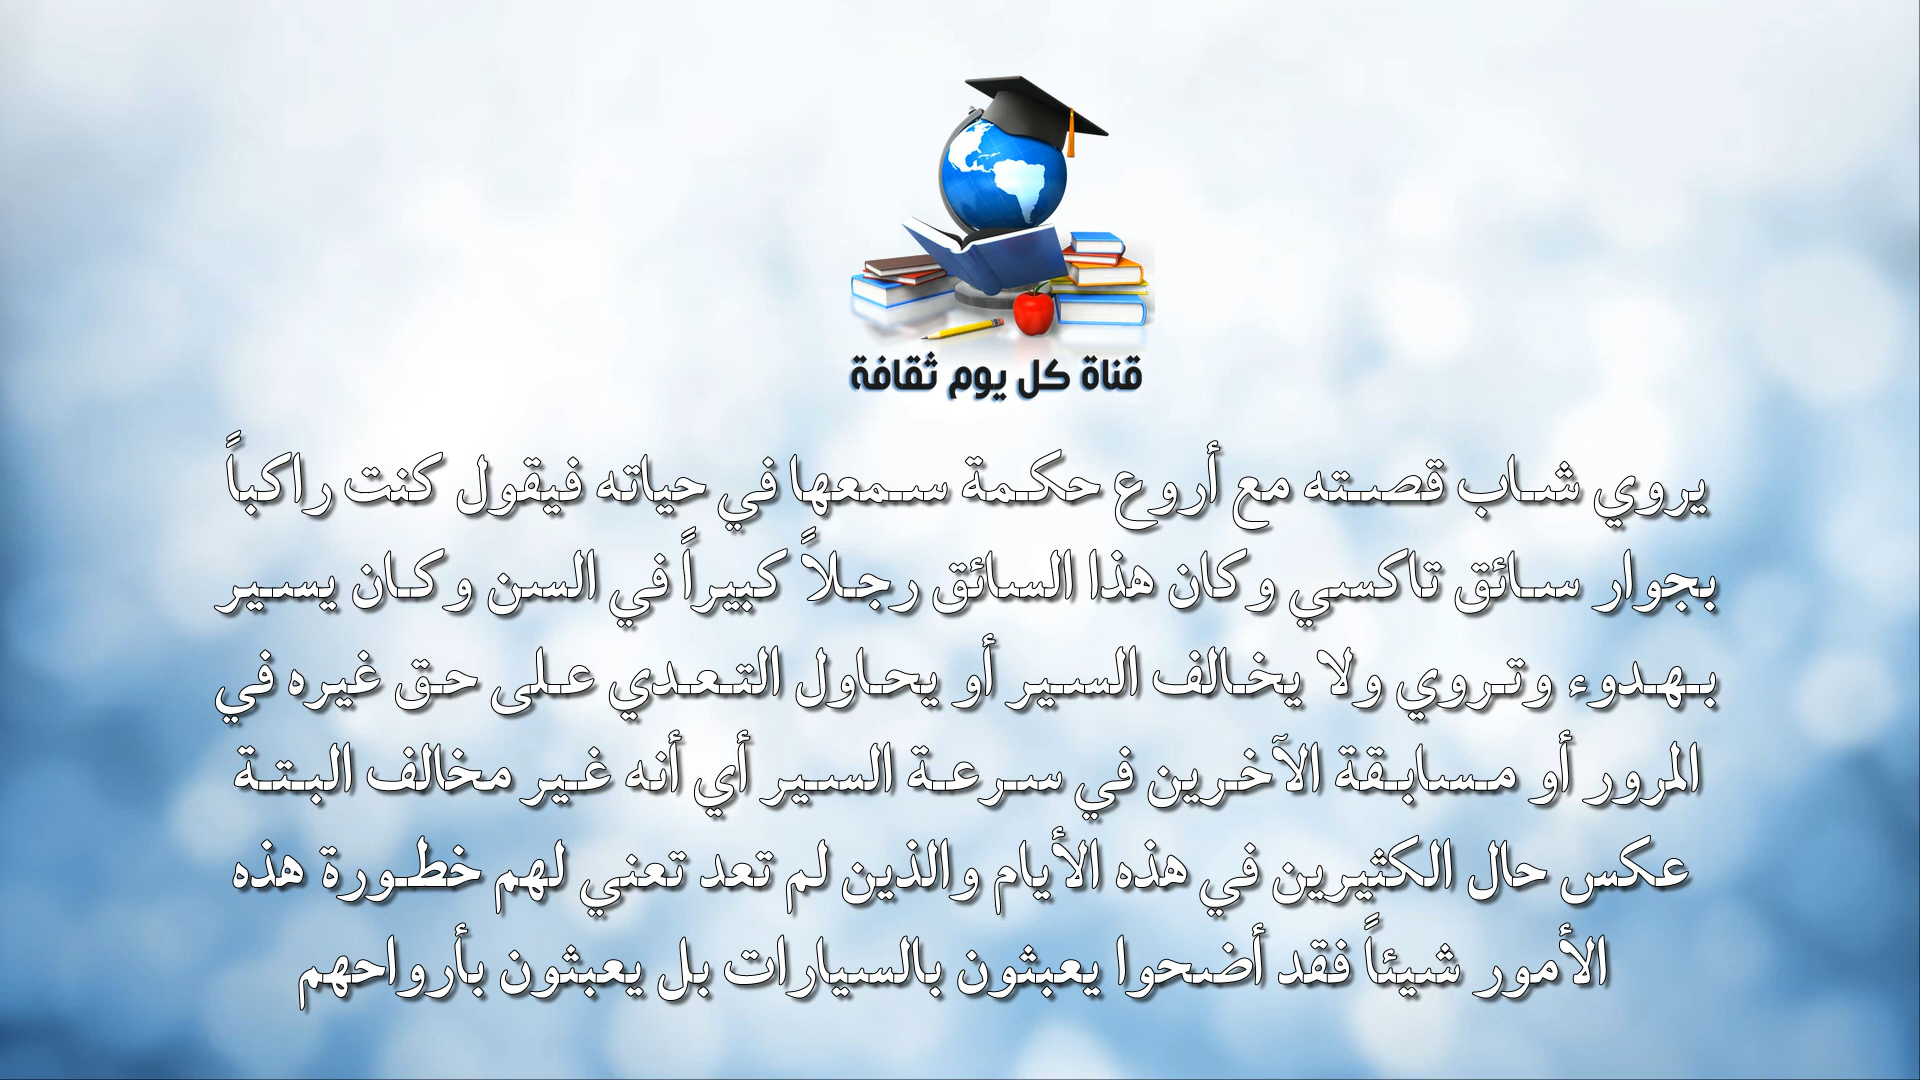 قناة كل يوم ثقافة
يروي شاب قصته مع أروع حكمة سمعها في حياته فيقول كنت راكباً
بجوار سائق تاكسي وكان هذا السائق رجلاً كبيراً في السن وكان يسير
بهدوء وتروي ولا يخالف السير أو يحاول التعدي على حق غيره في
المرور أو مسابقة الآخرين في سرعة السير أي أنه غير مخالف البتة
عكس حال الكثيرين في هذه الأيام والذين لم تعد تعني لهم خطورة هذه
الأمور شيئاً فقد أضحوا يعبثون بالسيارات بل يعبثون بأرواحهم